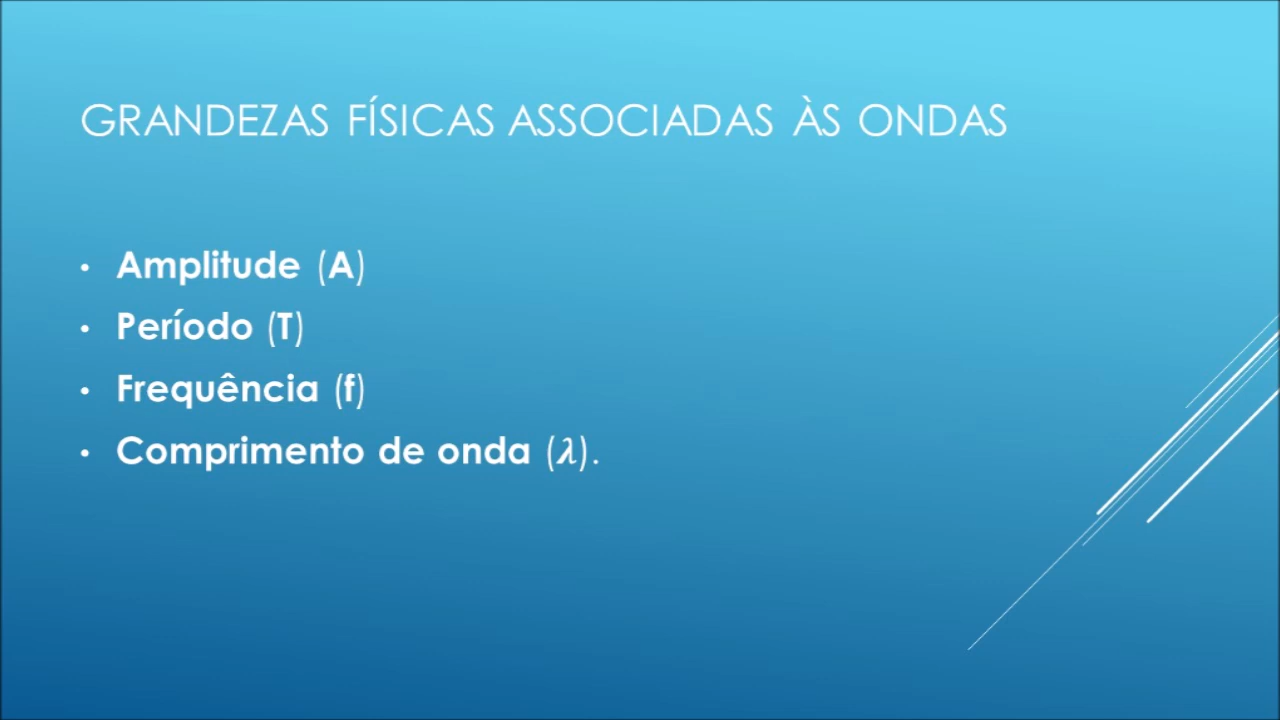 GRANDEZAS FÍSICAS ASSOCIADAS ÀS ONDAS
• Amplitude (A)
• Período (T)
• Frequência (f)
• Comprimento de onda (λ).